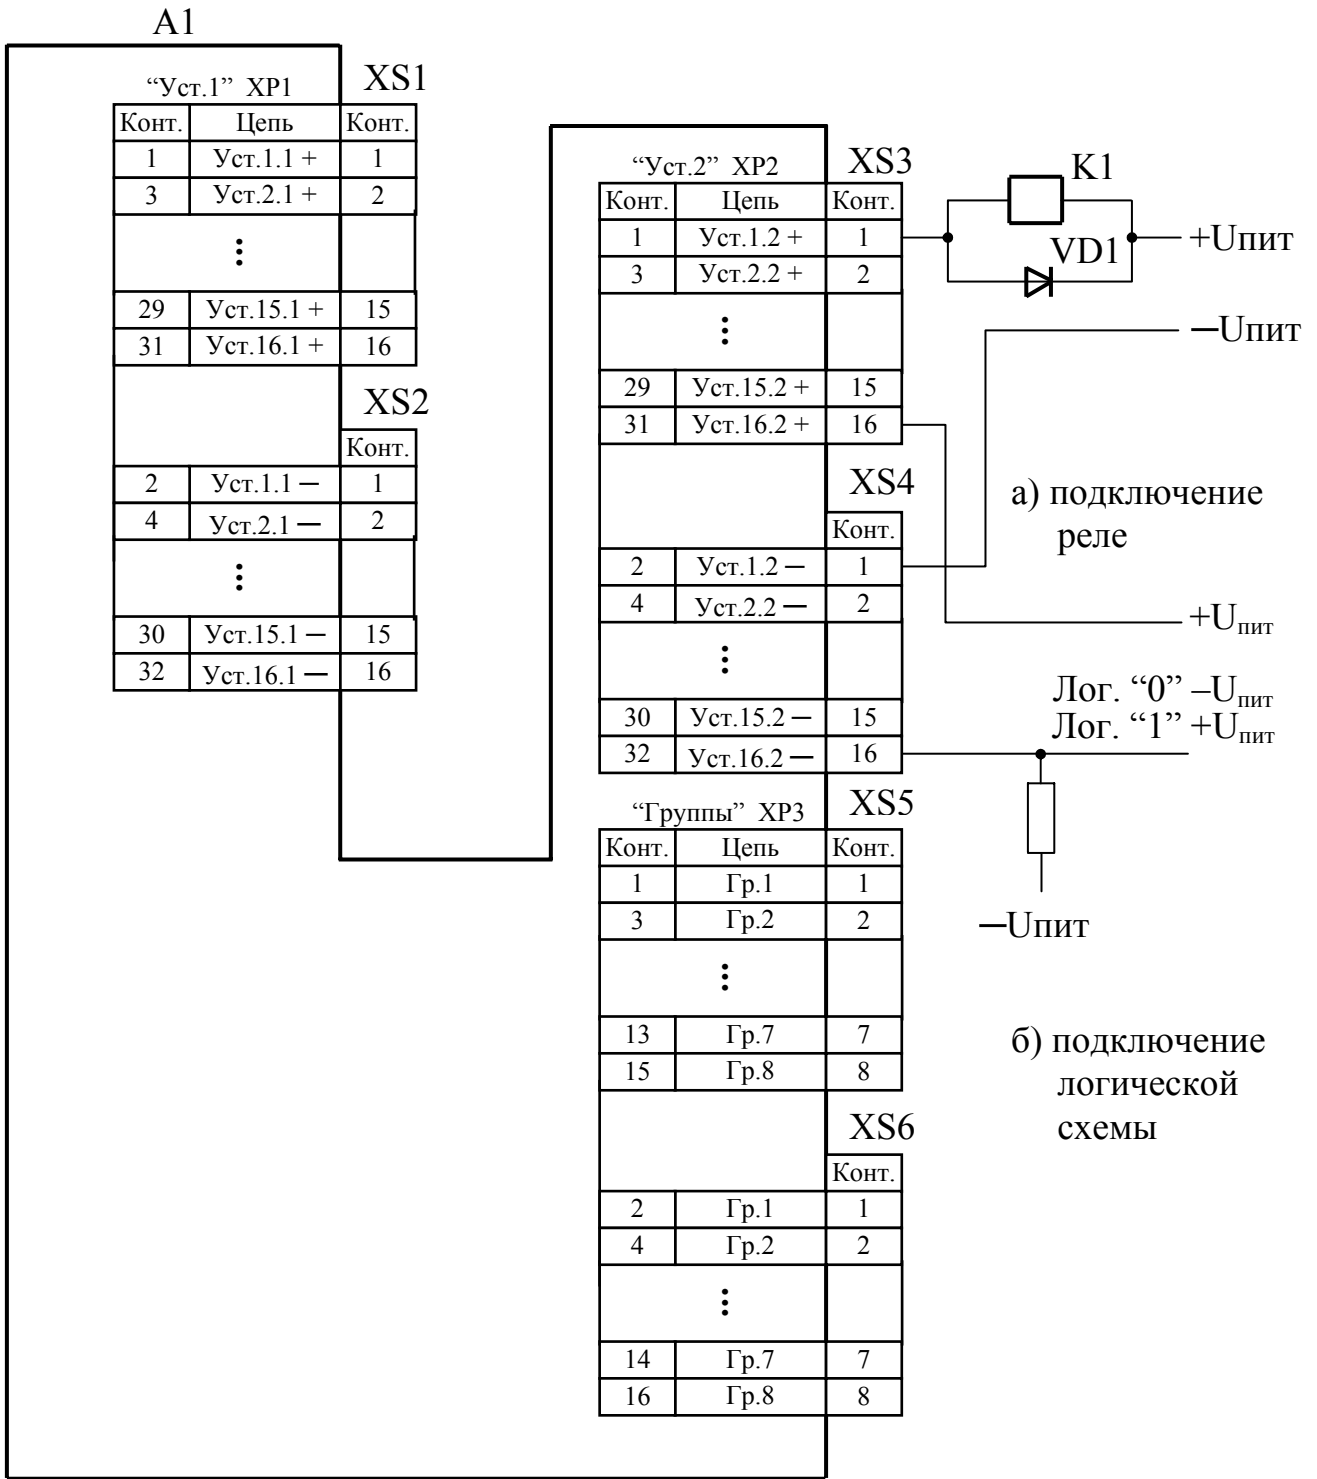 A1
“Уст.1” XP1 XS1
Конт. Цепь Конт.
1 Уст.1.1 + 1
3 Уст.2.1 + 2
⋮
29 Уст.15.1 + 15
31 Уст.16.1 + 16
XS2
Конт.
2 Уст.1.1 — 1
4 Уст.2.1 — 2
⋮
30 Уст.15.1 — 15
32 Уст.16.1 — 16
“Уст.2” XP2 XS3
Конт. Цепь Конт.
1 Уст.1.2 + 1
3 Уст.2.2 + 2
⋮
29 Уст.15.2 + 15
31 Уст.16.2 + 16
XS4
Конт.
2 Уст.1.2 — 1
4 Уст.2.2 — 2
⋮
30 Уст.15.2 — 15
32 Уст.16.2 — 16
“Группы” XP3 XS5
Конт. Цепь Конт.
1 Гр.1 1
3 Гр.2 2
⋮
13 Гр.7 7
15 Гр.8 8
XS6
Конт.
2 Гр.1 1
4 Гр.2 2
⋮
14 Гр.7 7
16 Гр.8 8
K1
VD1
+Uпит
—Uпит
а) подключение
реле
+Uпит
Лог. “0” –Uпит
Лог. “1” +Uпит
—Uпит
б) подключение
логической
схемы